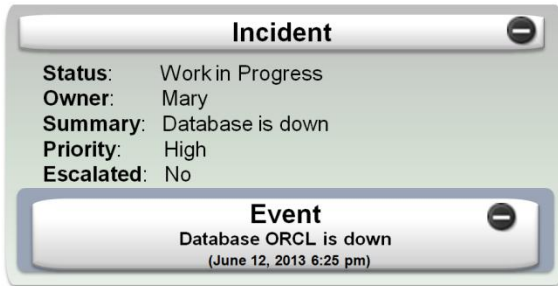 Incident
Status: Work in Progress
Owner: Mary
Summary: Database is down
Priority: High
Escalated: No
Event
Database ORCL is down
(June 12, 2013 6:25 pm)